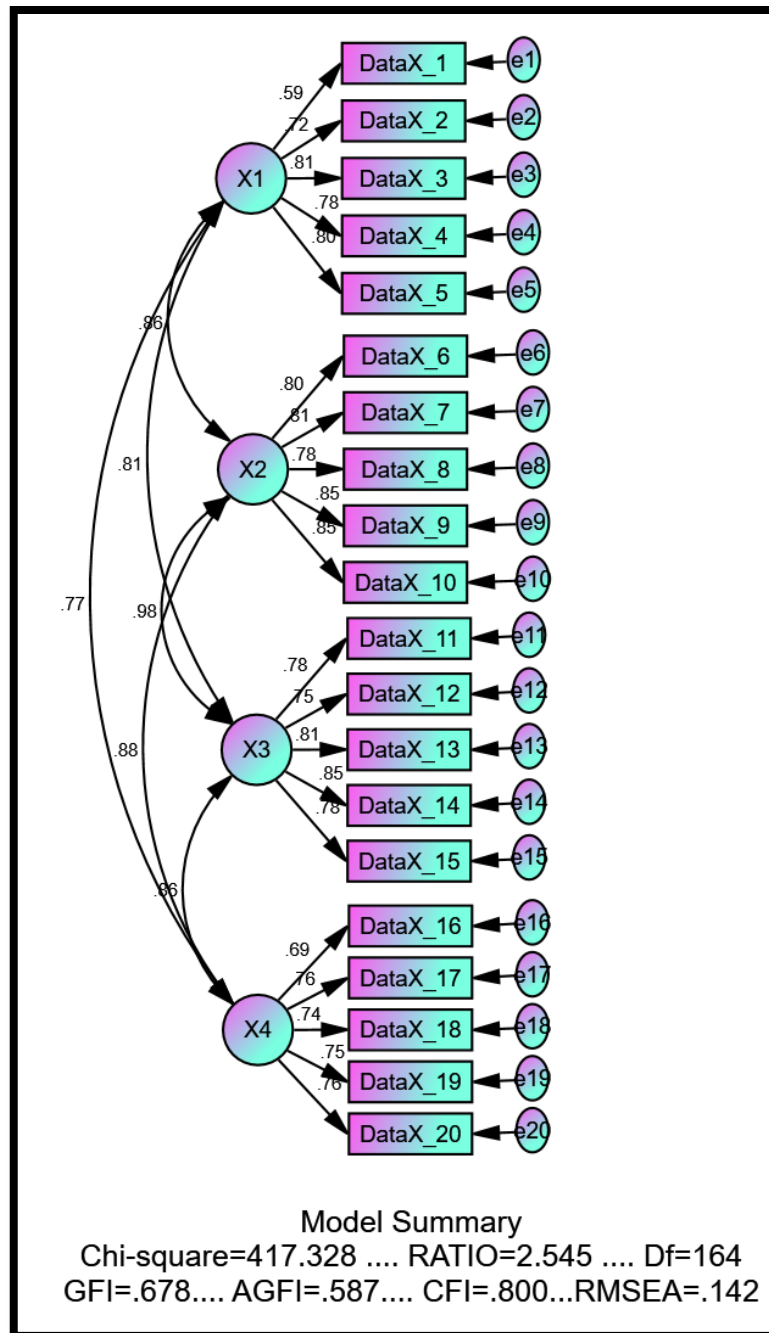 DataX_1 e1
.59
DataX_2 e2
.72
X1 .81 DataX_3 e3
.78
DataX_4 e4
.80
DataX_5 e5
.86
DataX_6 e6
.80
DataX_7 e7
.81
X2 .78 DataX_8 e8
.81
.85
DataX_9 e9
.85
DataX_10 e10
.77
.98
DataX_11 e11
.78
DataX_12 e12
.75
X3 .81 DataX_13 e13
.88
.85
DataX_14 e14
.78
DataX_15 e15
.86
DataX_16 e16
.69
DataX_17 e17
.76
X4 .74 DataX_18 e18
.75
DataX_19 e19
.76
DataX_20 e20
Model Summary
Chi-square=417.328 .... RATIO=2.545 .... Df=164
GFI=.678.... AGFI=.587.... CFI=.800...RMSEA=.142